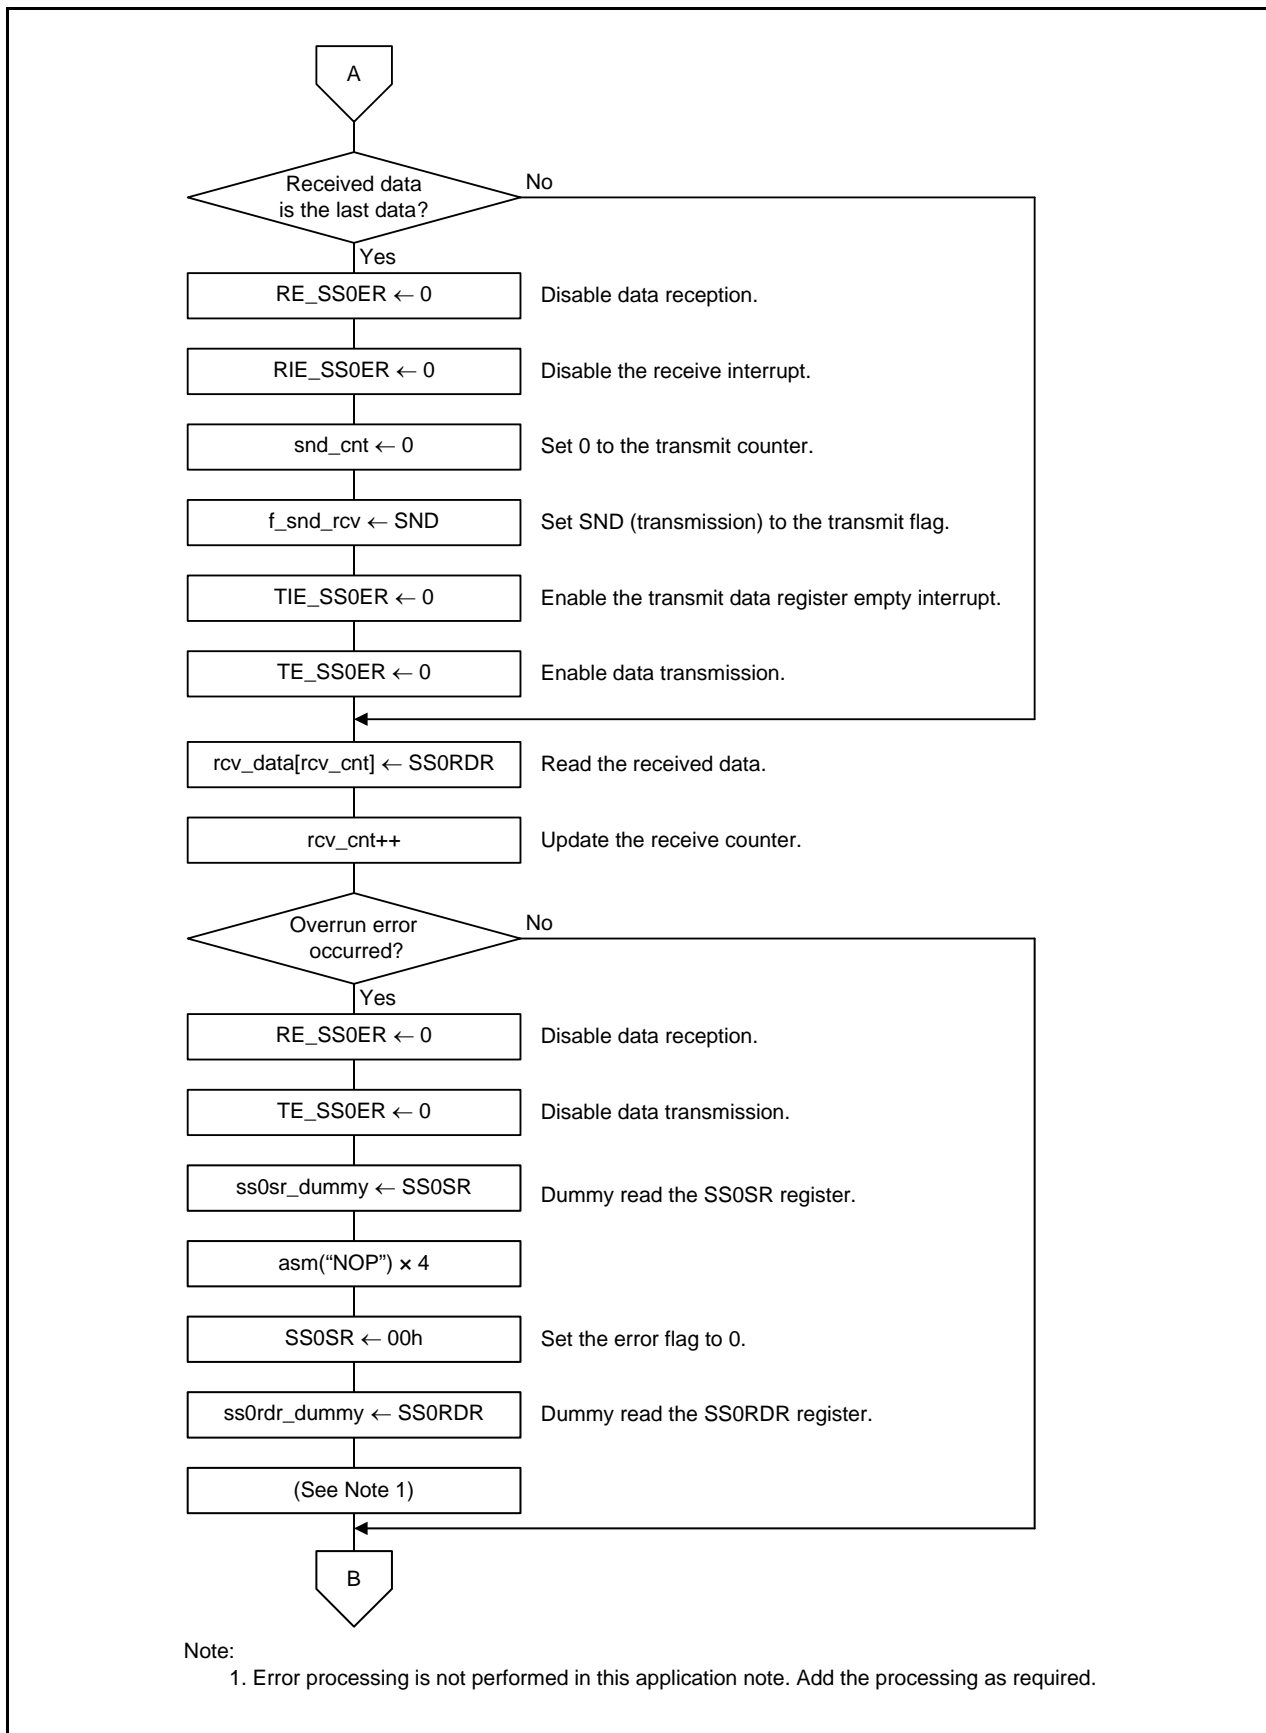 A
Received data
is the last data?
No
Yes
RE_SS0ER ← 0
Disable data reception.
RIE_SS0ER ← 0
Disable the receive interrupt.
snd_cnt ← 0
Set 0 to the transmit counter.
f_snd_rcv ← SND
Set SND (transmission) to the transmit flag.
TIE_SS0ER ← 0
Enable the transmit data register empty interrupt.
TE_SS0ER ← 0
Enable data transmission.
rcv_data[rcv_cnt] ← SS0RDR
Read the received data.
rcv_cnt++
Update the receive counter.
Overrun error
occurred?
No
Yes
RE_SS0ER ← 0
Disable data reception.
TE_SS0ER ← 0
Disable data transmission.
ss0sr_dummy ← SS0SR
Dummy read the SS0SR register.
asm(“NOP”) × 4
SS0SR ← 00h
Set the error flag to 0.
ss0rdr_dummy ← SS0RDR
Dummy read the SS0RDR register.
(See Note 1)
B
Note:
1. Error processing is not performed in this application note. Add the processing as required.